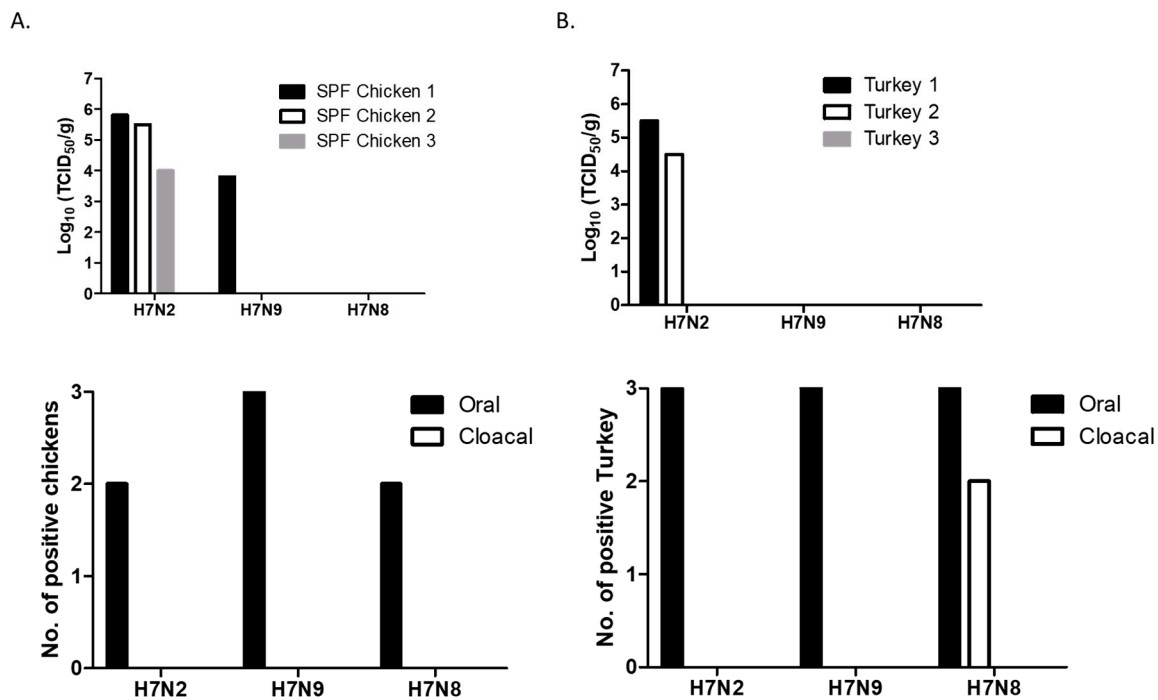 A.
7
6
5
4
3
2
1
0
Log10 (TCID50/g)
SPF Chicken 1
SPF Chicken 2
SPF Chicken 3
H7N2 H7N9 H7N8
B.
7
6
5
4
3
2
1
0
Log10 (TCID50/g)
Turkey 1
Turkey 2
Turkey 3
H7N2 H7N9 H7N8
3
2
1
0
No. of positive chickens
Oral
Cloacal
H7N2 H7N9 H7N8
3
2
1
0
No. of positive Turkey
Oral
Cloacal
H7N2 H7N9 H7N8